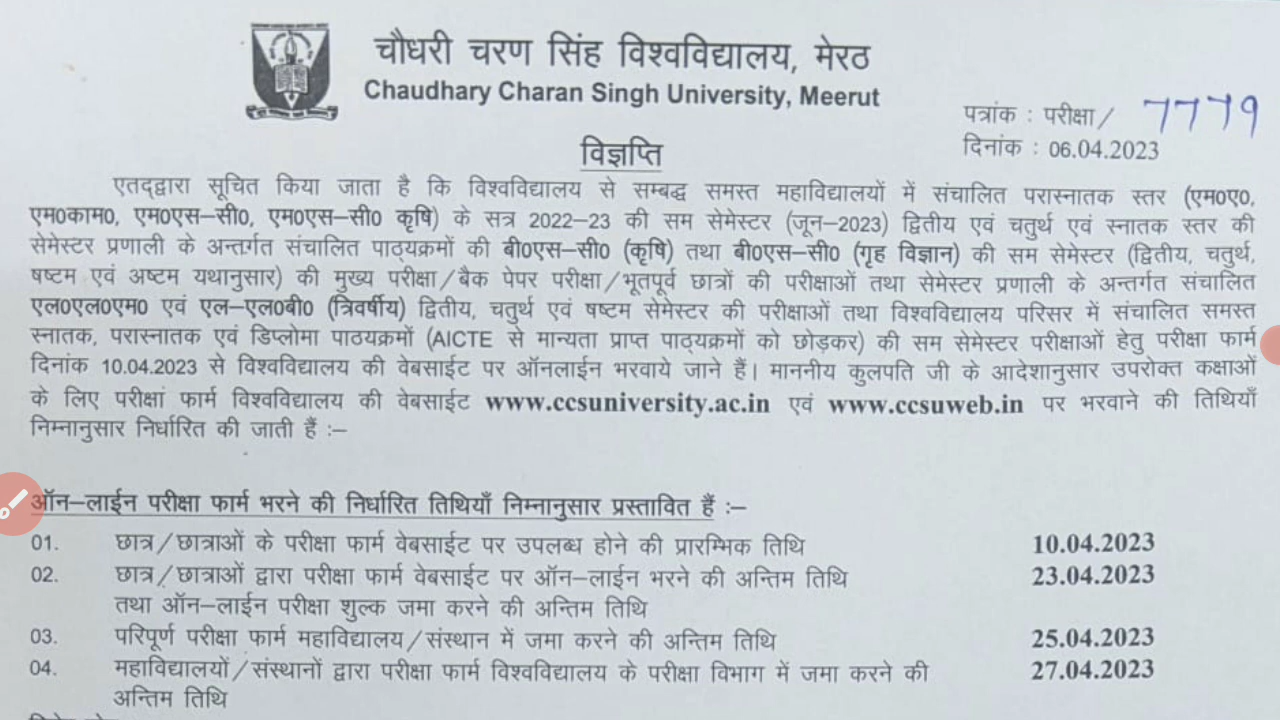 चौधरी चरण सिंह विश्वविद्यालय, मेरठ
Chaudhary Charan Singh University, Meerut
पत्रांक : परीक्षा/ 7779
दिनांक : 06.04.2023
विज्ञप्ति
एतद्द्वारा सूचित किया जाता है कि विश्वविद्यालय से सम्बद्ध समस्त महाविद्यालयों में संचालित परास्नातक स्तर (एम0ए0,
एम0काम0, एम0एस–सी0, एम0एस–सी0 कृषि) के सत्र 2022–23 की सम सेमेस्टर (जून–2023) द्वितीय एवं चतुर्थ एवं स्नातक स्तर की
सेमेस्टर प्रणाली के अन्तर्गत संचालित पाठ्यक्रमों की बी0एस–सी0 (कृषि) तथा बी0एस–सी0 (गृह विज्ञान) की सम सेमेस्टर (द्वितीय, चतुर्थ,
षष्टम एवं अष्टम यथानुसार) की मुख्य परीक्षा/बैक पेपर परीक्षा/भूतपूर्व छात्रों की परीक्षाओं तथा सेमेस्टर प्रणाली के अन्तर्गत संचालित
एल0एल0एम0 एवं एल–एल0बी0 (त्रिवर्षीय) द्वितीय, चतुर्थ एवं षष्टम सेमेस्टर की परीक्षाओं तथा विश्वविद्यालय परिसर में संचालित समस्त
स्नातक, परास्नातक एवं डिप्लोमा पाठयक्रमों (AICTE से मान्यता प्राप्त पाठ्यक्रमों को छोड़कर) की सम सेमेस्टर परीक्षाओं हेतु परीक्षा फार्म
दिनांक 10.04.2023 से विश्वविद्यालय की वेबसाईट पर ऑनलाईन भरवाये जाने हैं। माननीय कुलपति जी के आदेशानुसार उपरोक्त कक्षाओं
के लिए परीक्षां फार्म विश्वविद्यालय की वेबसाईट www.ccsuniversity.ac.in एवं www.ccsuweb.in पर भरवाने की तिथियाँ
निम्नानुसार निर्धारित की जाती हैं :–
ऑन–लाईन परीक्षा फार्म भरने की निर्धारित तिथियाँ निम्नानुसार प्रस्तावित हैं :–
01. छात्र/छात्राओं के परीक्षा फार्म वेबसाईट पर उपलब्ध होने की प्रारम्भिक तिथि 10.04.2023
02. छात्र/छात्राओं द्वारा परीक्षा फार्म वेबसाईट पर ऑन–लाईन भरने की अन्तिम तिथि 23.04.2023
तथा ऑन–लाईन परीक्षा शुल्क जमा करने की अन्तिम तिथि
03. परिपूर्ण परीक्षा फार्म महाविद्यालय/संस्थान में जमा करने की अन्तिम तिथि 25.04.2023
04. महाविद्यालयों/संस्थानों द्वारा परीक्षा फार्म विश्वविद्यालय के परीक्षा विभाग में जमा करने की 27.04.2023
अन्तिम तिथि